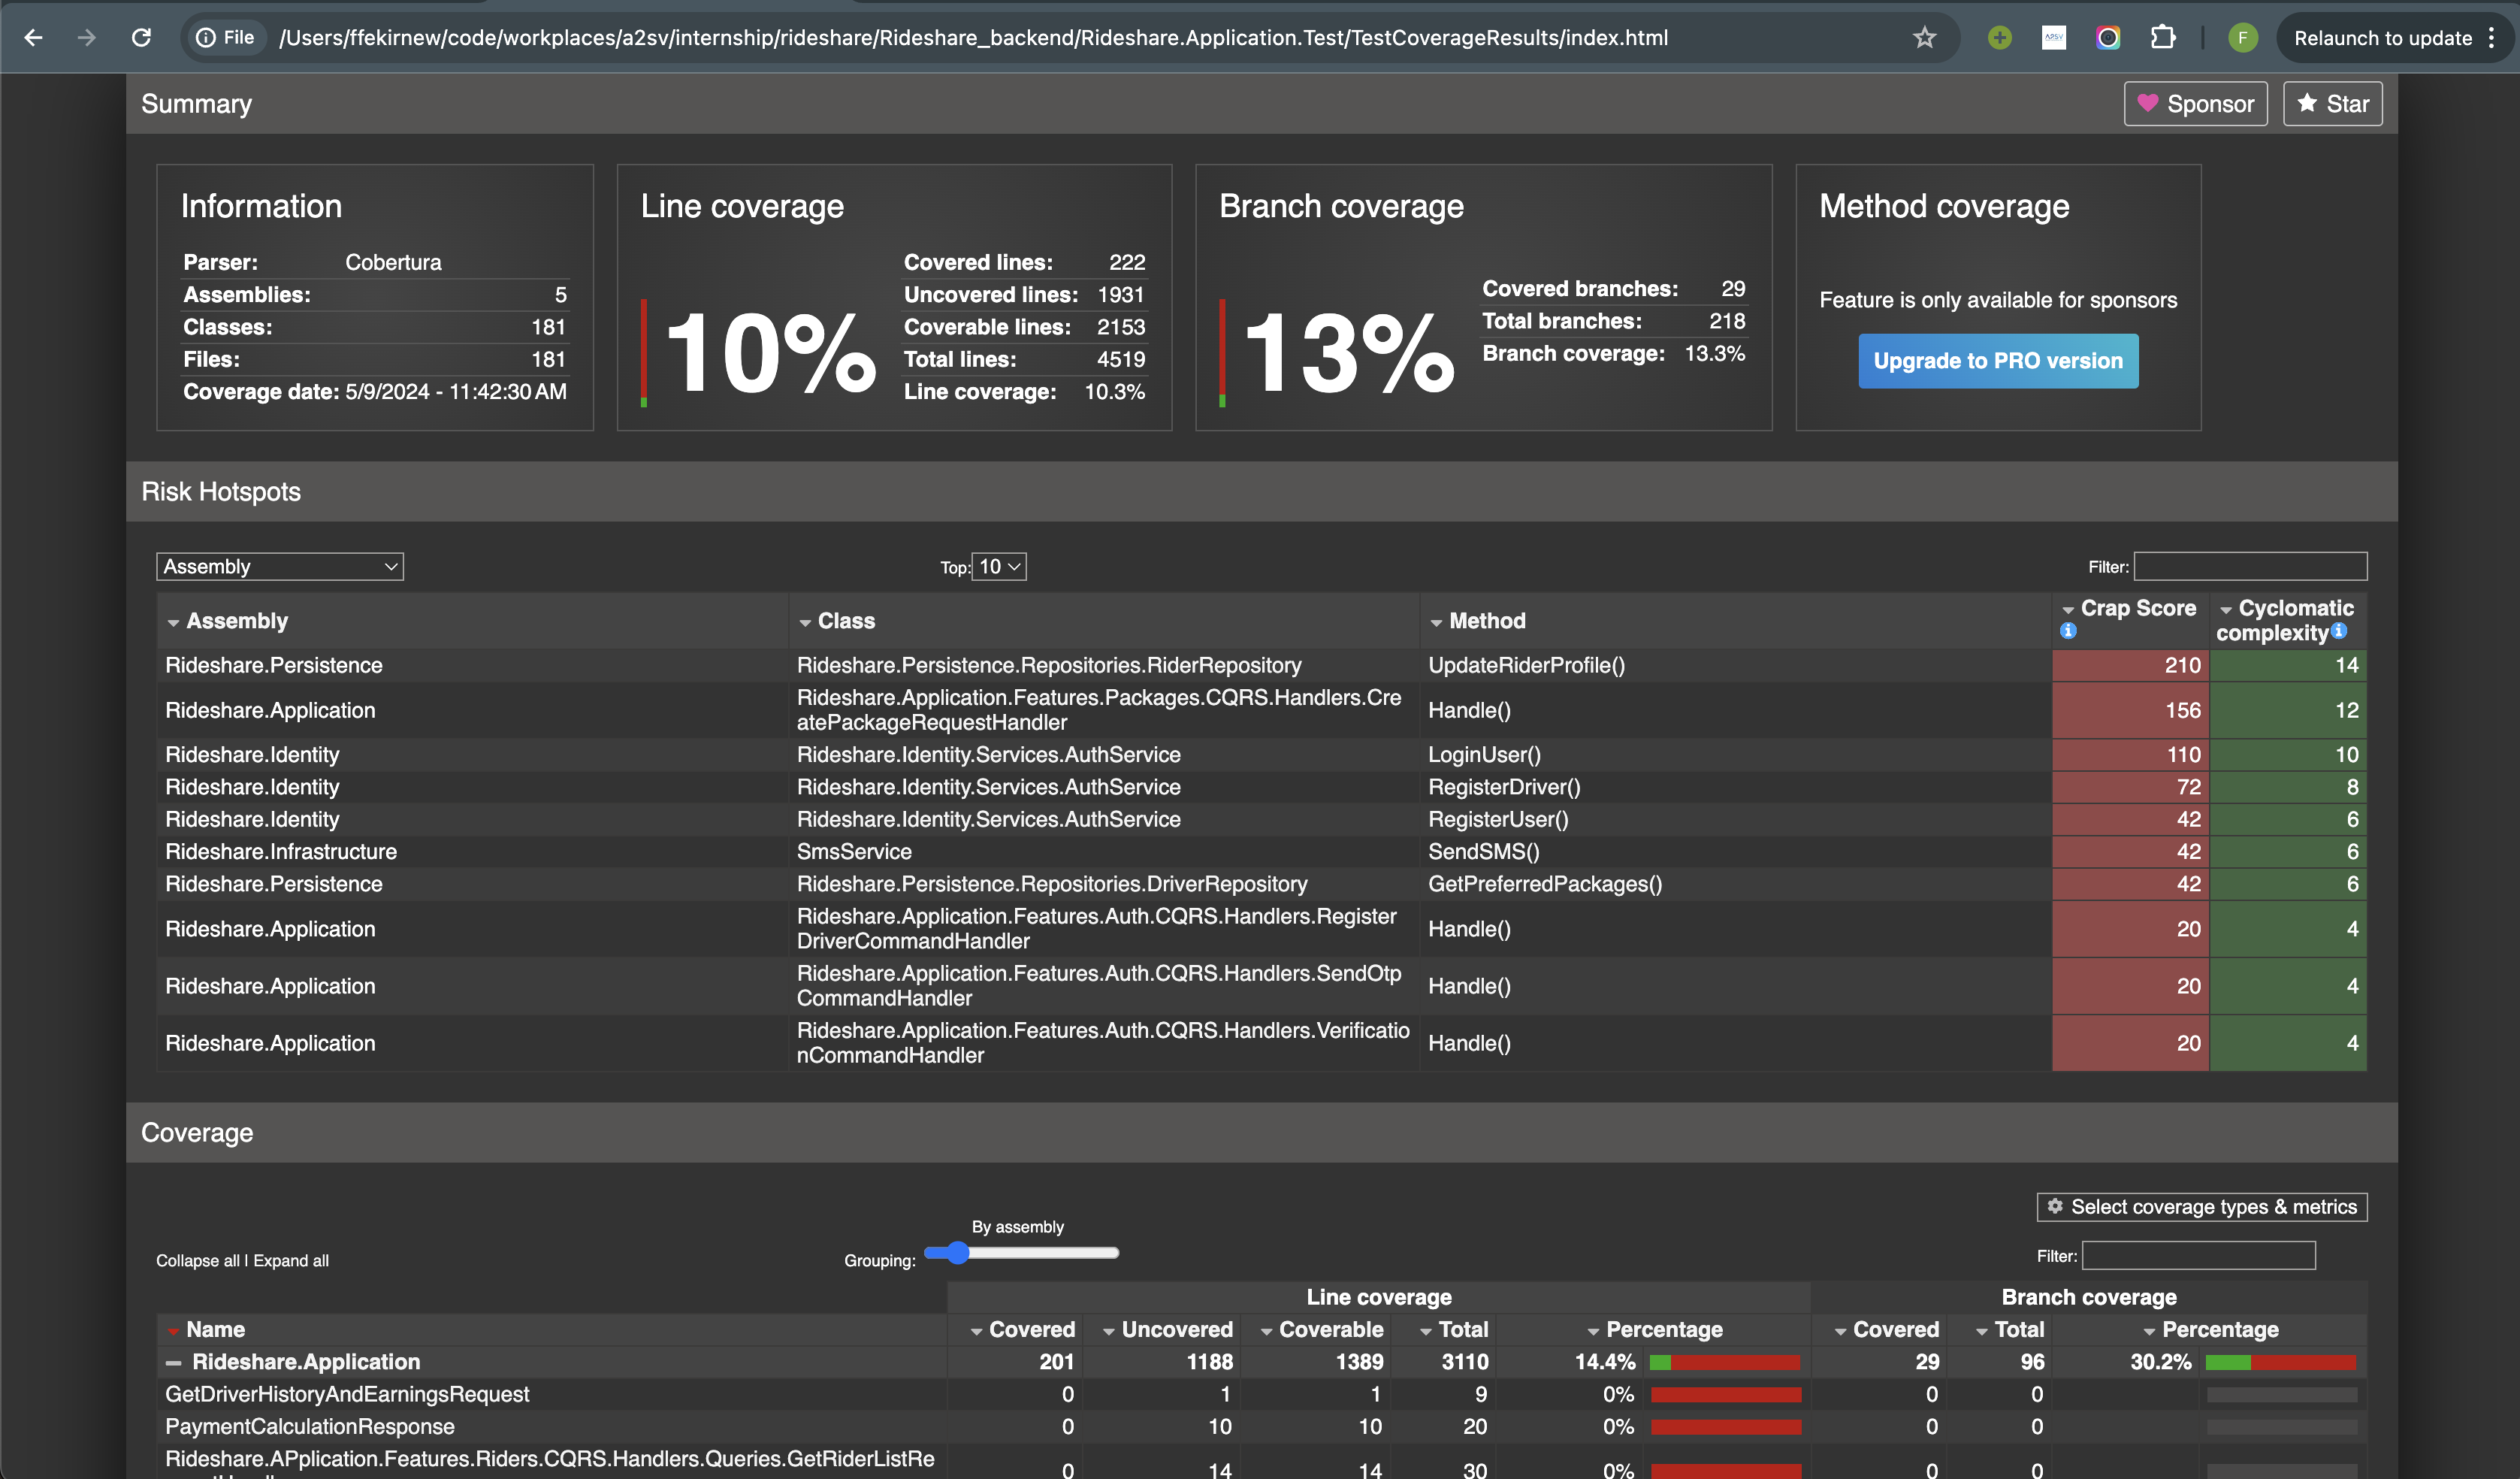 File /Users/ffekirnew/code/workplaces/a2sv/internship/rideshare/Rideshare_backend/Rideshare.Application.Test/TestCoverageResults/index.html A2SV F Relaunch to update
Summary Sponsor Star
Information
Parser: Cobertura
Assemblies: 5
Classes: 181
Files: 181
Coverage date: 5/9/2024 - 11:42:30 AM
Line coverage
10%
Covered lines: 222
Uncovered lines: 1931
Coverable lines: 2153
Total lines: 4519
Line coverage: 10.3%
Branch coverage
13%
Covered branches: 29
Total branches: 218
Branch coverage: 13.3%
Method coverage
Feature is only available for sponsors
Upgrade to PRO version
Risk Hotspots
Assembly Top: 10 Filter:
Assembly Class Method Crap Score Cyclomatic
complexity
Rideshare.Persistence Rideshare.Persistence.Repositories.RiderRepository UpdateRiderProfile() 210 14
Rideshare.Application Rideshare.Application.Features.Packages.CQRS.Handlers.Cre
atePackageRequestHandler Handle() 156 12
Rideshare.Identity Rideshare.Identity.Services.AuthService LoginUser() 110 10
Rideshare.Identity Rideshare.Identity.Services.AuthService RegisterDriver() 72 8
Rideshare.Identity Rideshare.Identity.Services.AuthService RegisterUser() 42 6
Rideshare.Infrastructure SmsService SendSMS() 42 6
Rideshare.Persistence Rideshare.Persistence.Repositories.DriverRepository GetPreferredPackages() 42 6
Rideshare.Application Rideshare.Application.Features.Auth.CQRS.Handlers.Register
DriverCommandHandler Handle() 20 4
Rideshare.Application Rideshare.Application.Features.Auth.CQRS.Handlers.SendOtp
CommandHandler Handle() 20 4
Rideshare.Application Rideshare.Application.Features.Auth.CQRS.Handlers.Verificatio
nCommandHandler Handle() 20 4
Coverage
Select coverage types & metrics
By assembly
Collapse all | Expand all Grouping: Filter:
Line coverage Branch coverage
Name Covered Uncovered Coverable Total Percentage Covered Total Percentage
Rideshare.Application 201 1188 1389 3110 14.4% 29 96 30.2%
GetDriverHistoryAndEarningsRequest 0 1 1 9 0% 0 0
PaymentCalculationResponse 0 10 10 20 0% 0 0
Rideshare.APplication.Features.Riders.CQRS.Handlers.Queries.GetRiderListRe
0 14 14 30 0% 0 0